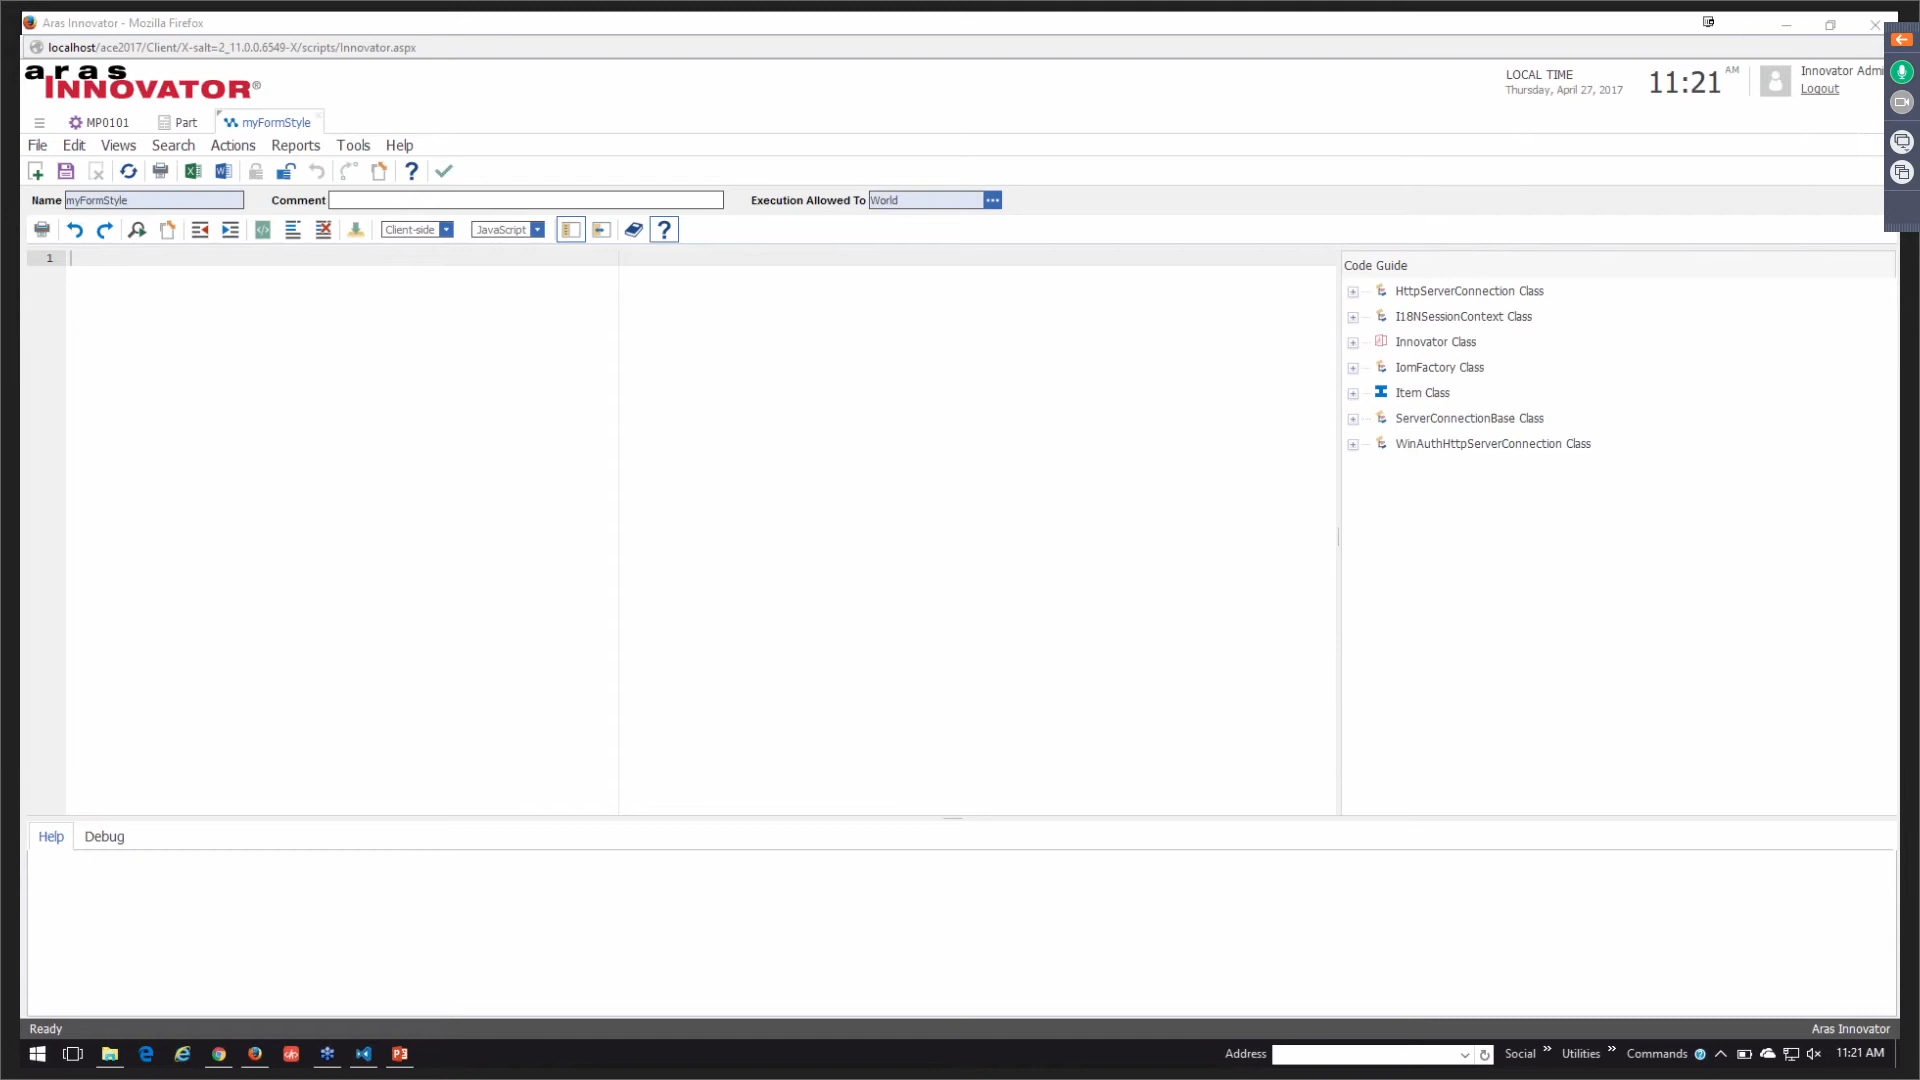 Aras Innovator - Mozilla Firefox
localhost/ace2017/Client/X-salt=2_11.0.0.6549-X/scripts/Innovator.aspx
aras
INNOVATOR®
LOCAL TIME
Thursday, April 27, 2017
11:21 AM
Innovator Admi
Logout
MP0101 Part myFormStyle
File Edit Views Search Actions Reports Tools Help
Name myFormStyle Comment Execution Allowed To World ...
Client-side JavaScript
1
Code Guide
HttpServerConnection Class
I18NSessionContext Class
Innovator Class
IomFactory Class
Item Class
ServerConnectionBase Class
WinAuthHttpServerConnection Class
Help Debug
Ready Aras Innovator
Address Social » Utilities » Commands 11:21 AM